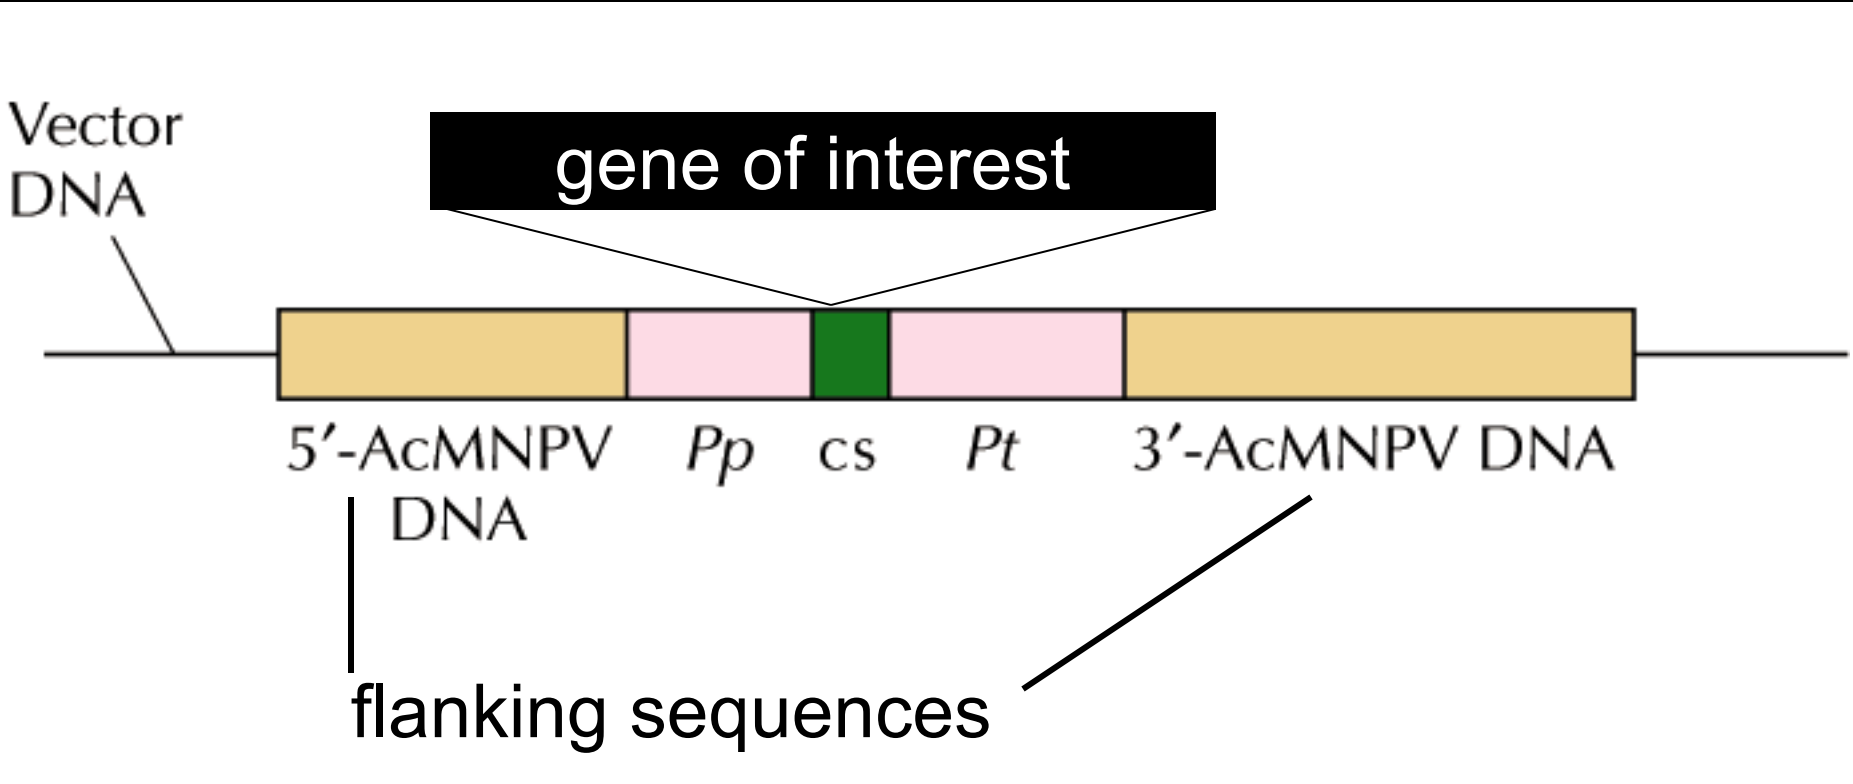 Vector
DNA
gene of interest
5′-AcMNPV
DNA
Pp
cs
Pt
3′-AcMNPV DNA
flanking sequences